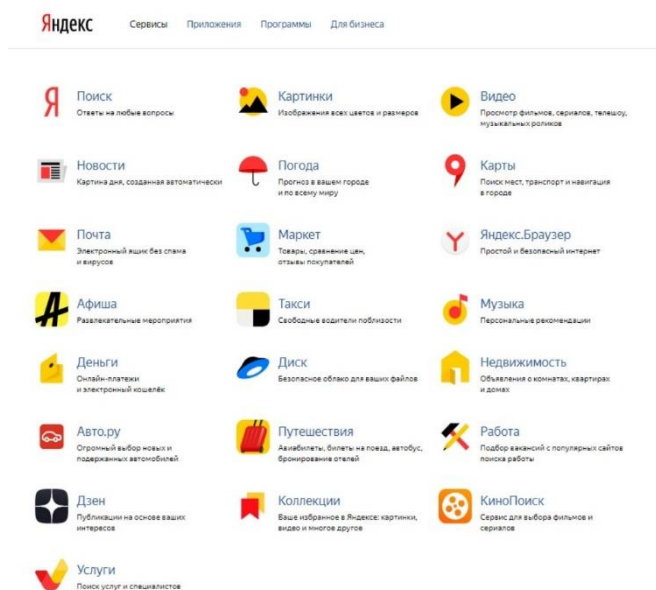 Яндекс Сервисы Приложения Программы Для бизнеса
Поиск
Ответы на любые вопросы
Картинки
Изображения всех цветов и размеров
Видео
Просмотр фильмов, сериалов, телешоу,
музыкальных роликов
Новости
Картина дня, созданная автоматически
Погода
Прогноз в вашем городе
и по всему миру
Карты
Поиск мест, транспорт и навигация
в городе
Почта
Электронный ящик без спама
и вирусов
Маркет
Товары, сравнение цен,
отзывы покупателей
Яндекс.Браузер
Простой и безопасный интернет
Афиша
Развлекательные мероприятия
Такси
Свободные водители поблизости
Музыка
Персональные рекомендации
Деньги
Онлайн-платежи
и электронный кошелёк
Диск
Безопасное облако для ваших файлов
Недвижимость
Объявления о комнатах, квартирах
и домах
Авто.ру
Огромный выбор новых и
подержанных автомобилей
Путешествия
Авиабилеты, билеты на поезд, автобус,
бронирование отелей
Работа
Подбор вакансий с популярных сайтов
поиска работы
Дзен
Публикации на основе ваших
интересов
Коллекции
Ваше избранное в Яндексе: картинки,
видео и многое другое
КиноПоиск
Сервис для выбора фильмов и
сериалов
Услуги
Поиск услуг и специалистов